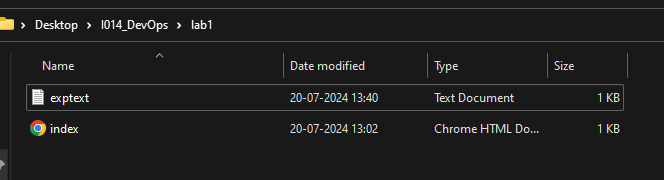 Desktop > I014_DevOps > lab1
Name Date modified Type Size
exptext 20-07-2024 13:40 Text Document 1 KB
index 20-07-2024 13:02 Chrome HTML Do... 1 KB